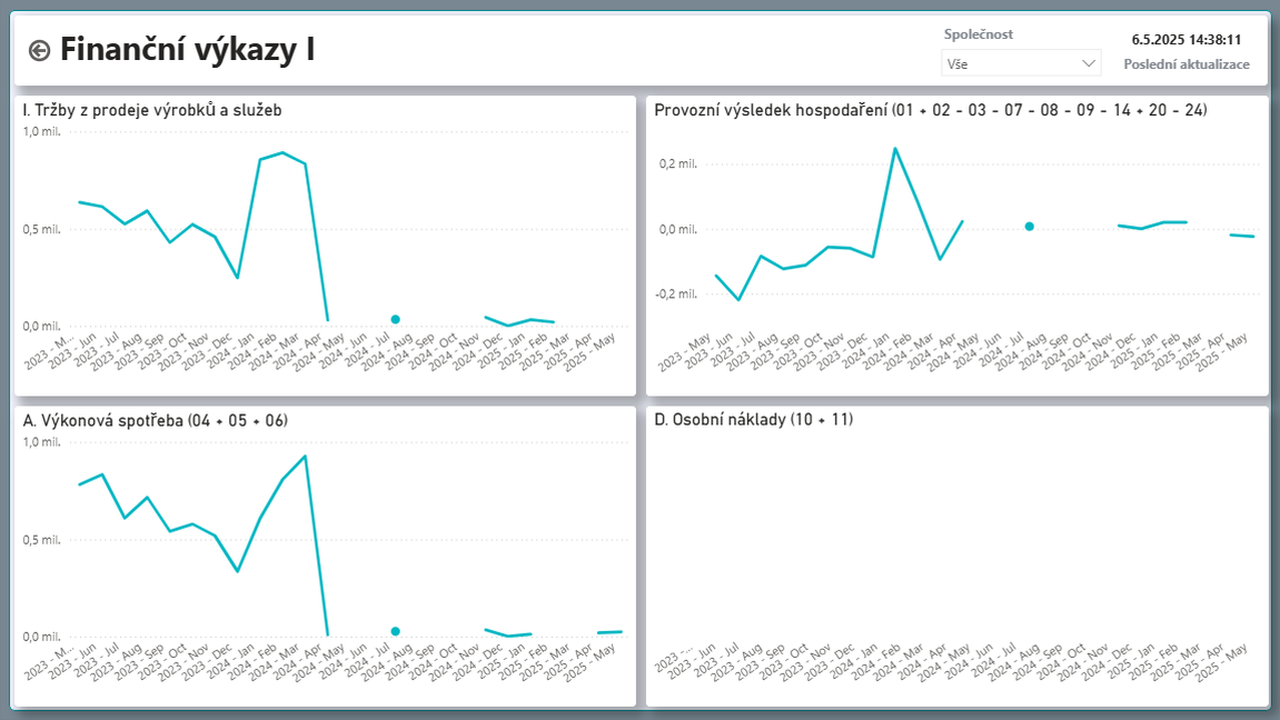 Finanční výkazy I
Společnost
Vše
6.5.2025 14:38:11
Poslední aktualizace
I. Tržby z prodeje výrobků a služeb
1,0 mil.
0,5 mil.
0,0 mil.
2023 - M...
2023 - Jun
2023 - Jul
2023 - Aug
2023 - Sep
2023 - Oct
2023 - Nov
2023 - Dec
2024 - Jan
2024 - Feb
2024 - Mar
2024 - Apr
2024 - May
2024 - Jun
2024 - Jul
2024 - Aug
2024 - Sep
2024 - Oct
2024 - Nov
2024 - Dec
2025 - Jan
2025 - Feb
2025 - Mar
2025 - Apr
2025 - May
Provozní výsledek hospodaření (01 + 02 - 03 - 07 - 08 - 09 - 14 + 20 - 24)
0,2 mil.
0,0 mil.
-0,2 mil.
2023 - May
2023 - Jun
2023 - Jul
2023 - Aug
2023 - Sep
2023 - Oct
2023 - Nov
2023 - Dec
2024 - Jan
2024 - Feb
2024 - Mar
2024 - Apr
2024 - May
2024 - Jun
2024 - Jul
2024 - Aug
2024 - Sep
2024 - Oct
2024 - Nov
2024 - Dec
2025 - Jan
2025 - Feb
2025 - Mar
2025 - Apr
2025 - May
A. Výkonová spotřeba (04 + 05 + 06)
1,0 mil.
0,5 mil.
0,0 mil.
2023 - M...
2023 - Jun
2023 - Jul
2023 - Aug
2023 - Sep
2023 - Oct
2023 - Nov
2023 - Dec
2024 - Jan
2024 - Feb
2024 - Mar
2024 - Apr
2024 - May
2024 - Jun
2024 - Jul
2024 - Aug
2024 - Sep
2024 - Oct
2024 - Nov
2024 - Dec
2025 - Jan
2025 - Feb
2025 - Mar
2025 - Apr
2025 - May
D. Osobní náklady (10 + 11)
2023 -...
2023 - Jun
2023 - Jul
2023 - Aug
2023 - Sep
2023 - Oct
2023 - Nov
2023 - Dec
2024 - Jan
2024 - Feb
2024 - Mar
2024 - Apr
2024 - May
2024 - Jun
2024 - Jul
2024 - Aug
2024 - Sep
2024 - Oct
2024 - Nov
2024 - Dec
2025 - Jan
2025 - Feb
2025 - Mar
2025 - Apr
2025 - May